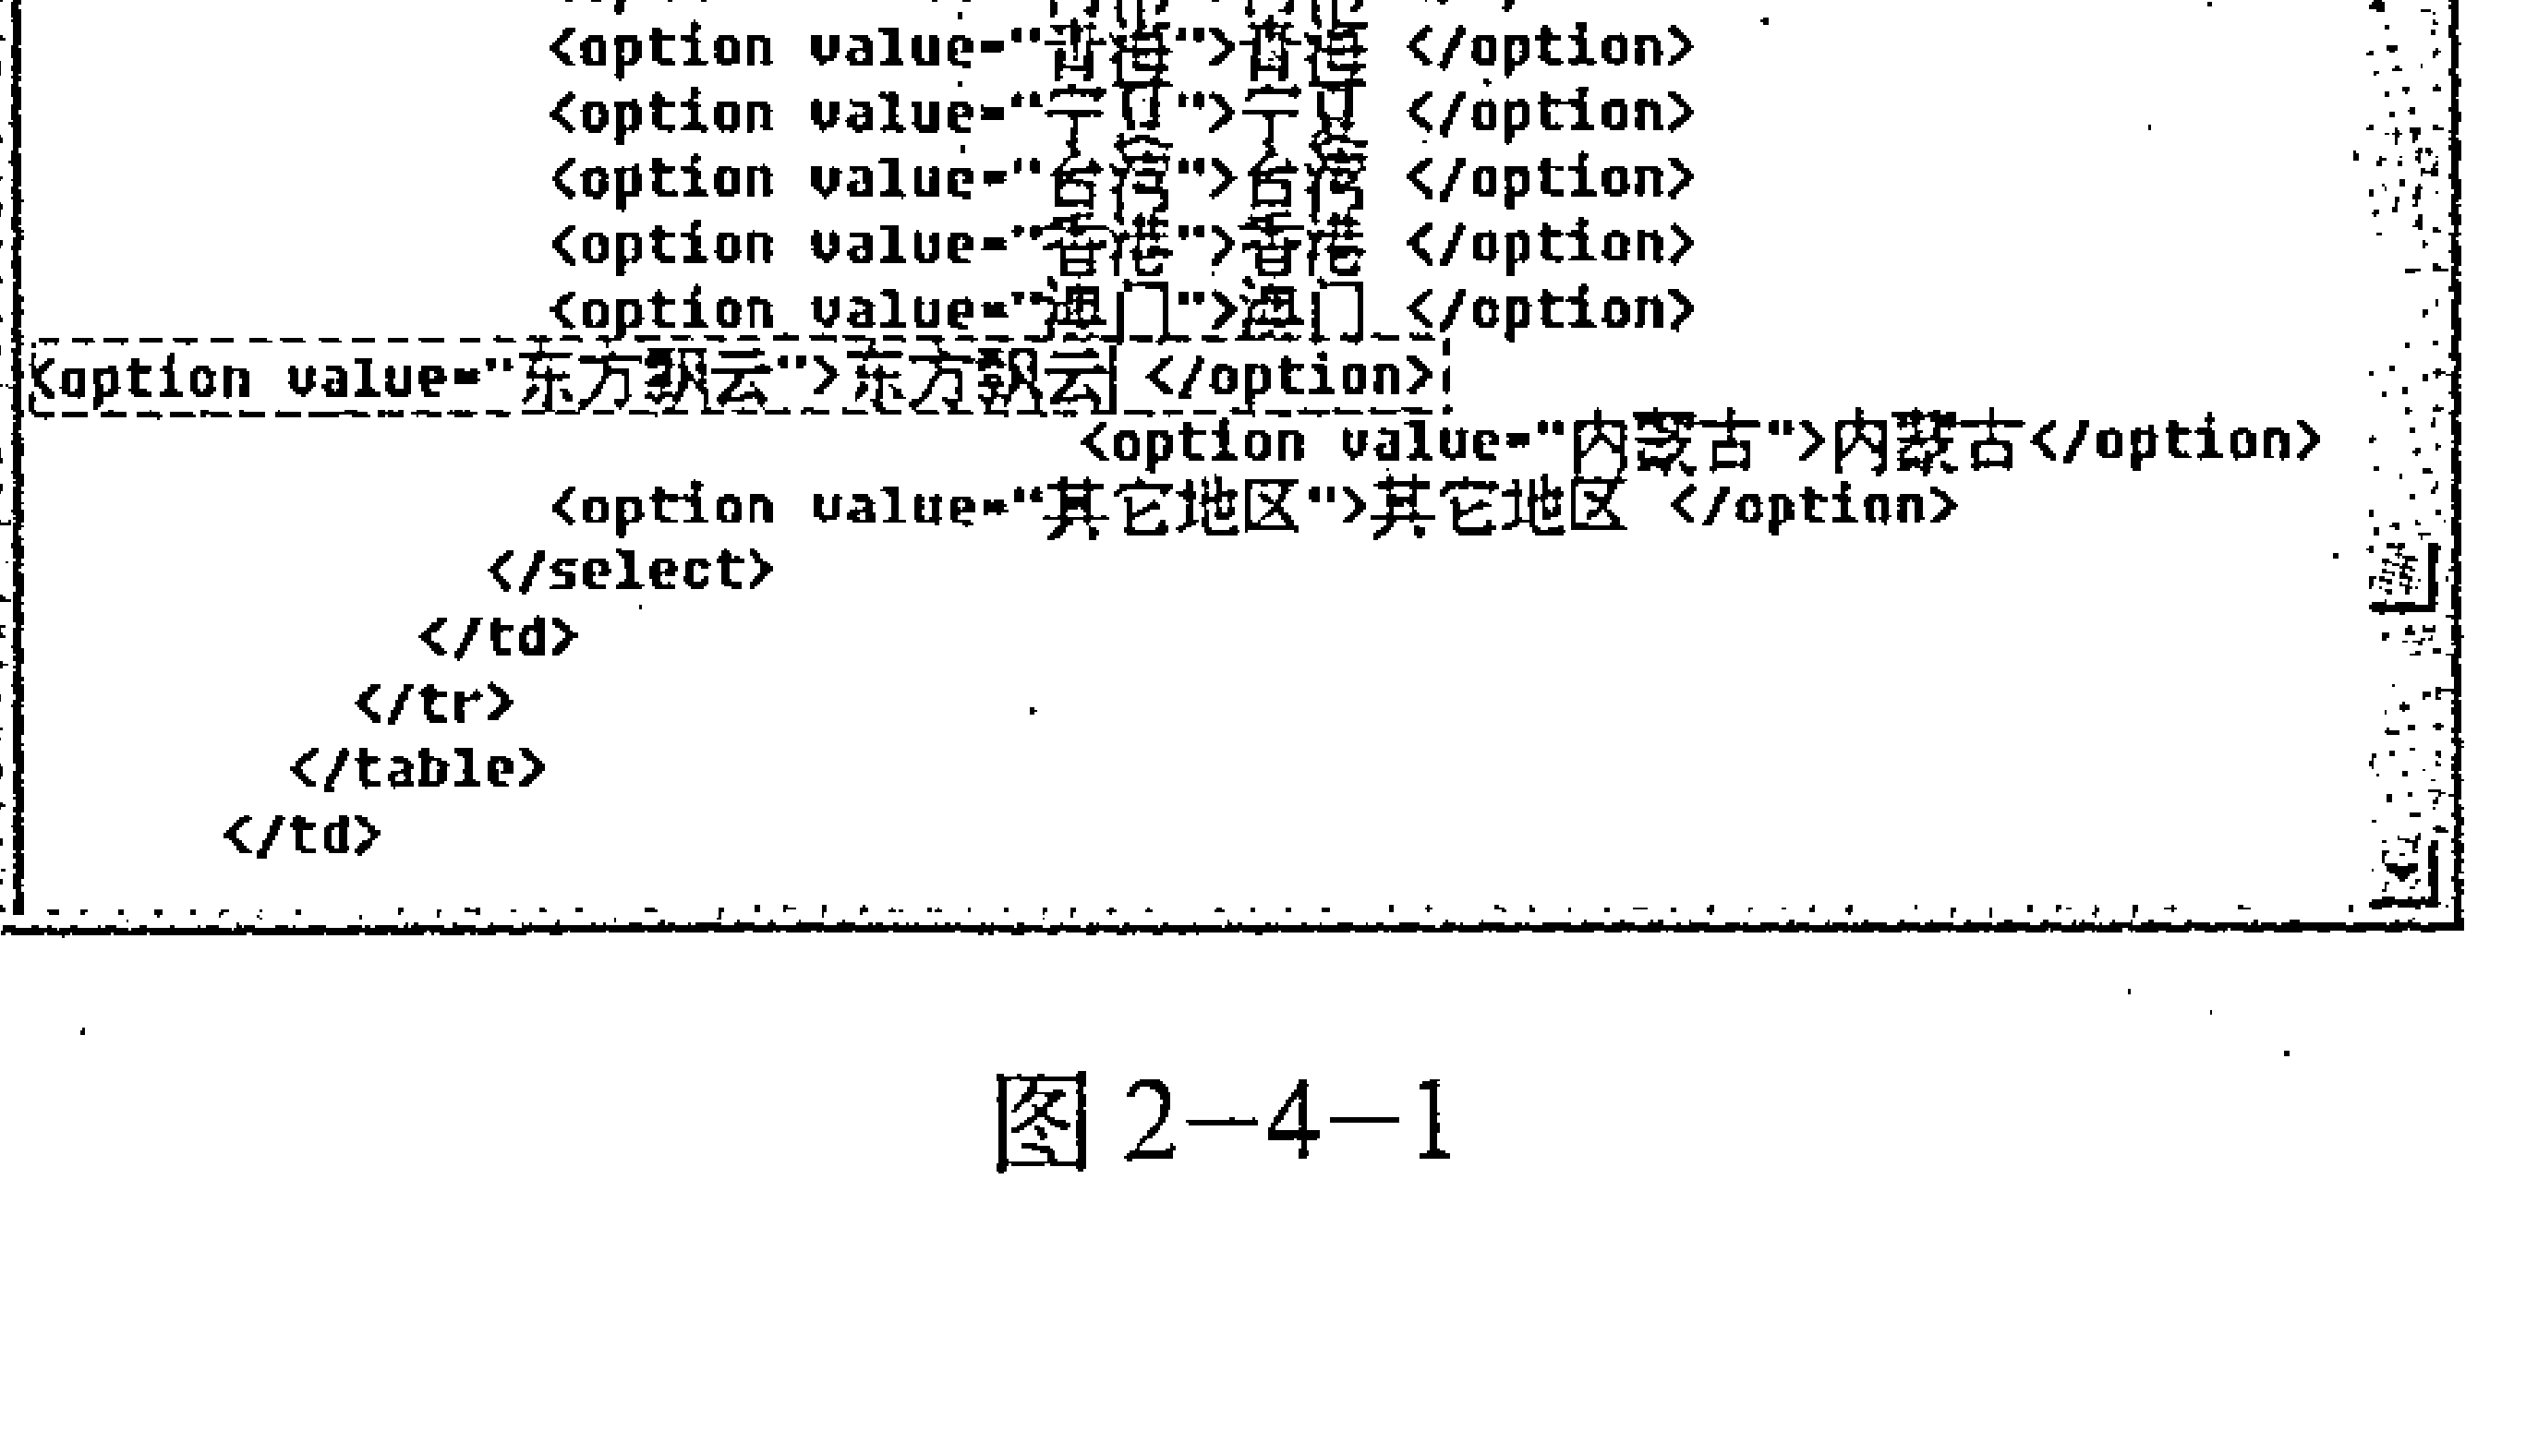 <option value="青海">青海 </option>
<option value="宁夏">宁夏 </option>
<option value="台湾">台湾 </option>
<option value="香港">香港 </option>
<option value="澳门">澳门 </option>
<option value="东方飘云">东方飘云 </option>
<option value="内蒙古">内蒙古</option>
<option value="其它地区">其它地区 </option>
</select>
</td>
</tr>
</table>
</td>
图 2—4—1